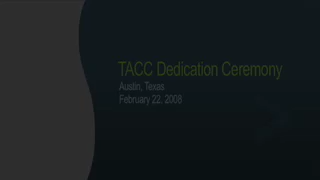 TACC Dedication Ceremony
Austin, Texas
February 22, 2008